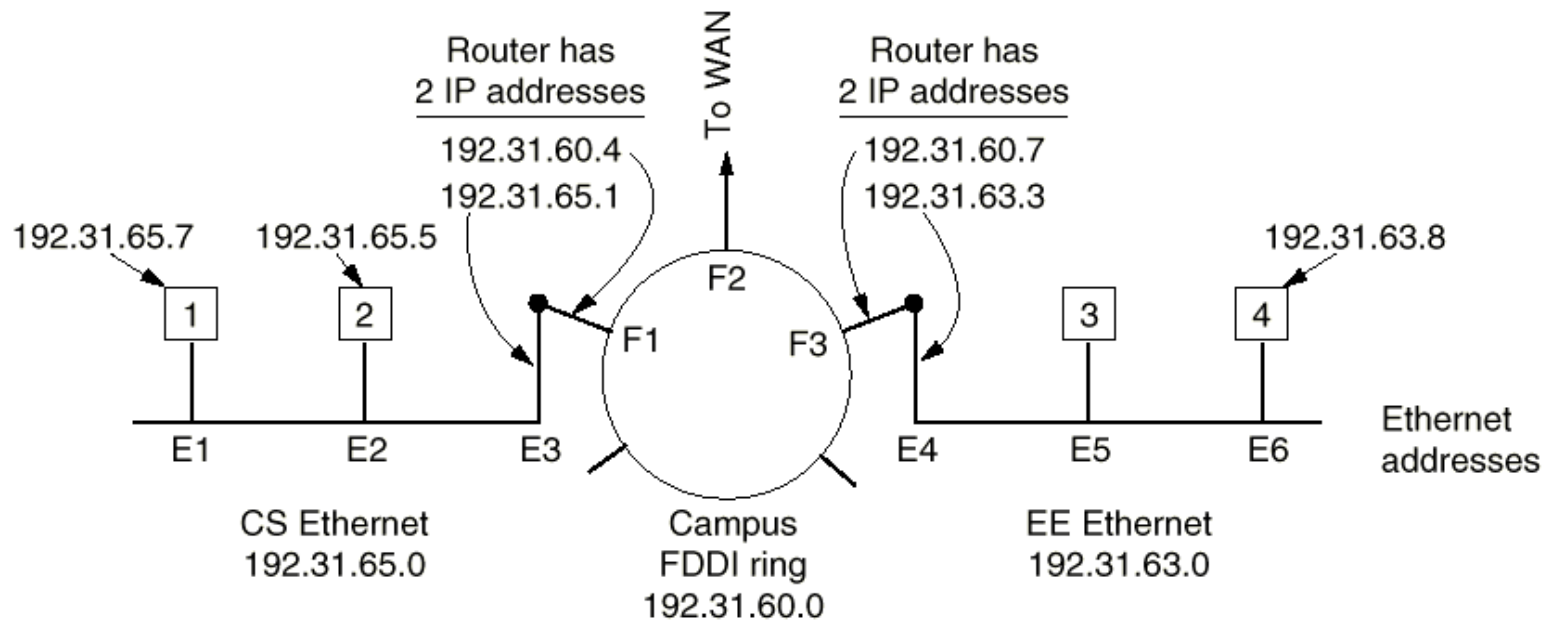 Router has
2 IP addresses
192.31.60.4
192.31.65.1
To WAN
Router has
2 IP addresses
192.31.60.7
192.31.63.3
192.31.65.7
192.31.65.5
192.31.63.8
1
2
F1
F2
F3
3
4
E1
E2
E3
E4
E5
E6
Ethernet
addresses
CS Ethernet
192.31.65.0
Campus
FDDI ring
192.31.60.0
EE Ethernet
192.31.63.0